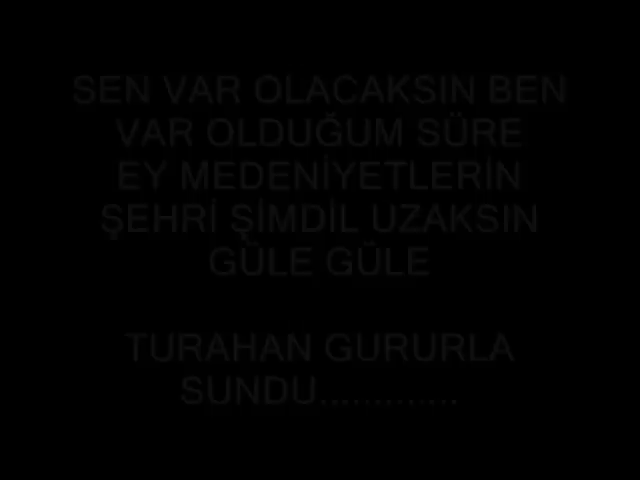 SEN VAR OLACAKSIN BEN
VAR OLDUĞUM SÜRE
EY MEDENİYETLERİN
ŞEHRİ ŞİMDİL UZAKSIN
GÜLE GÜLE
TURAHAN GURURLA
SUNDU.............